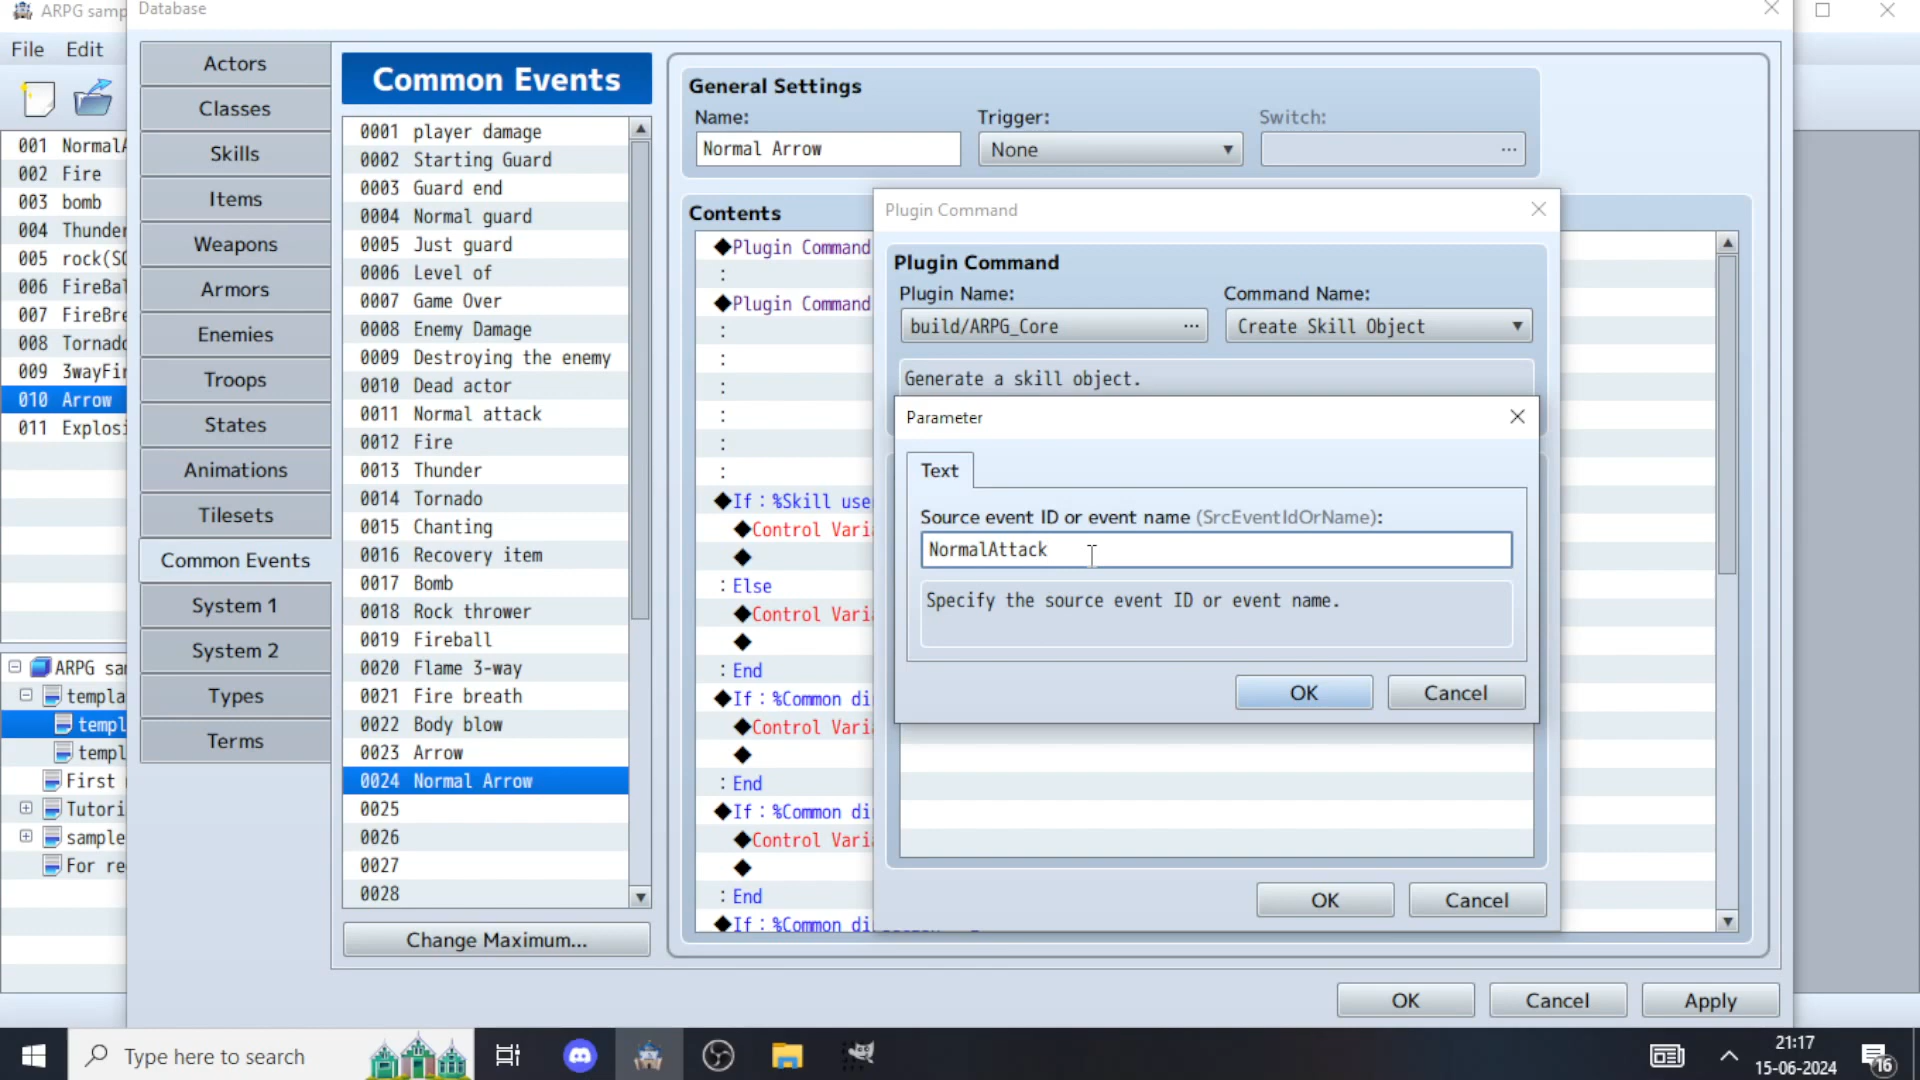 ARPG samp
Database
File Edit
Actors
Classes
Skills
Items
Weapons
Armors
Enemies
Troops
States
Animations
Tilesets
Common Events
System 1
System 2
Types
Terms
001 NormalA
002 Fire
003 bomb
004 Thunder
005 rock(SC
006 FireBal
007 FireBre
008 Tornado
009 3wayFir
010 Arrow
011 Explosi
ARPG sam
templa
templ
templ
First
Tutori
sample
For re
Common Events
0001 player damage
0002 Starting Guard
0003 Guard end
0004 Normal guard
0005 Just guard
0006 Level of
0007 Game Over
0008 Enemy Damage
0009 Destroying the enemy
0010 Dead actor
0011 Normal attack
0012 Fire
0013 Thunder
0014 Tornado
0015 Chanting
0016 Recovery item
0017 Bomb
0018 Rock thrower
0019 Fireball
0020 Flame 3-way
0021 Fire breath
0022 Body blow
0023 Arrow
0024 Normal Arrow
0025
0026
0027
0028
Change Maximum...
General Settings
Name: Trigger: Switch:
Normal Arrow None ...
Contents
◆Plugin Command
:
◆Plugin Command
:
:
:
:
:
:
◆If：%Skill use
◆Control Varia
◆
: Else
◆Control Varia
◆
: End
◆If：%Common di
◆Control Varia
◆
: End
◆If：%Common di
◆Control Varia
◆
: End
◆If：%Common di
Plugin Command
Plugin Command
Plugin Name: Command Name:
build/ARPG_Core ... Create Skill Object
Generate a skill object.
Parameter
Text
Source event ID or event name (SrcEventIdOrName):
NormalAttack
Specify the source event ID or event name.
OK Cancel
OK Cancel
OK Cancel Apply
Type here to search
21:17
15-06-2024
16